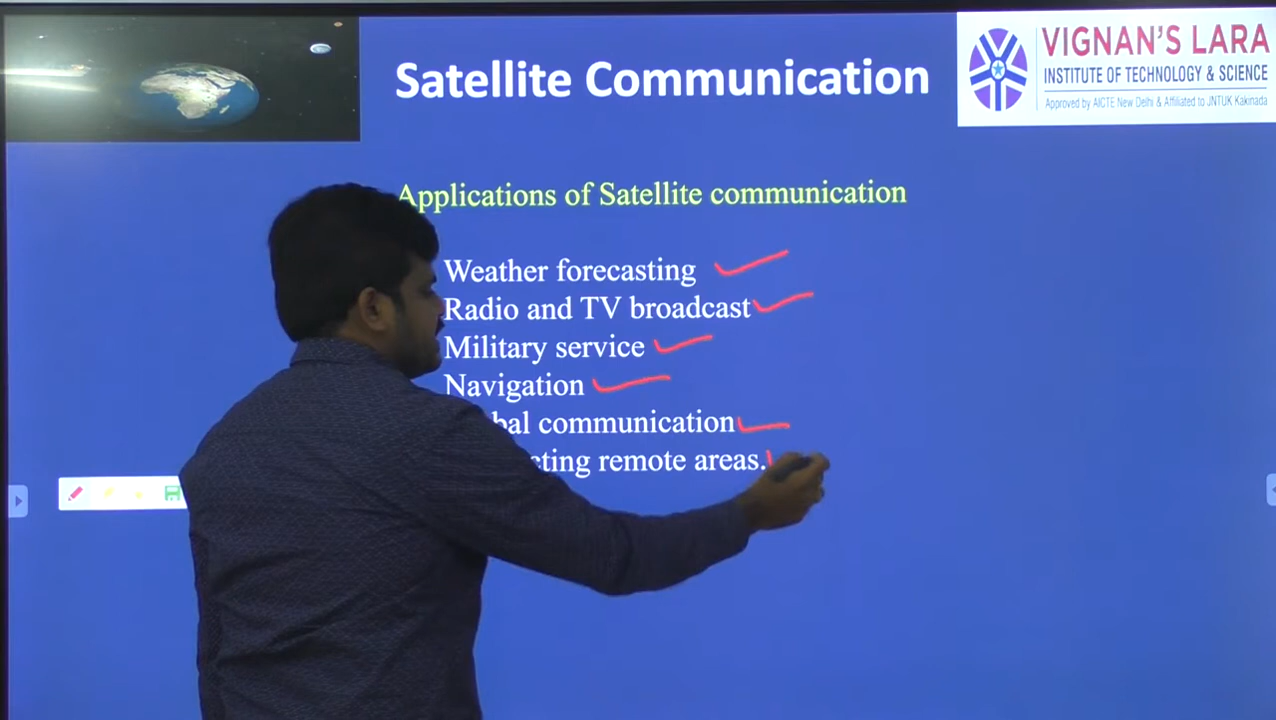 Satellite Communication
VIGNAN'S LARA
INSTITUTE OF TECHNOLOGY & SCIENCE
Approved by AICTE New Delhi & Affiliated to JNTUK Kakinada
Applications of Satellite communication
Weather forecasting
Radio and TV broadcast
Military service
Navigation
communication
remote areas.